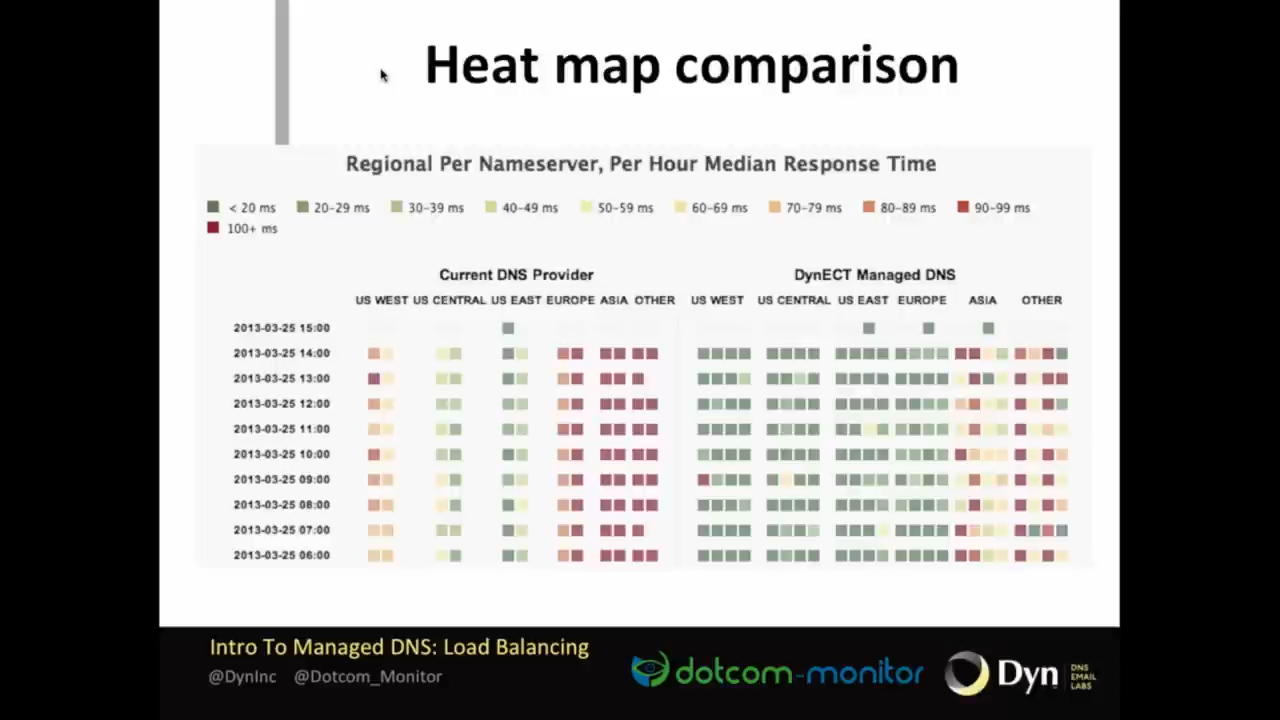 Heat map comparison
Regional Per Nameserver, Per Hour Median Response Time
< 20 ms 20-29 ms 30-39 ms 40-49 ms 50-59 ms 60-69 ms 70-79 ms 80-89 ms 90-99 ms
100+ ms
Current DNS Provider DynECT Managed DNS
US WEST US CENTRAL US EAST EUROPE ASIA OTHER US WEST US CENTRAL US EAST EUROPE ASIA OTHER
2013-03-25 15:00
2013-03-25 14:00
2013-03-25 13:00
2013-03-25 12:00
2013-03-25 11:00
2013-03-25 10:00
2013-03-25 09:00
2013-03-25 08:00
2013-03-25 07:00
2013-03-25 06:00
Intro To Managed DNS: Load Balancing
@DynInc @Dotcom_Monitor
dotcom-monitor
Dyn
DNS
EMAIL
LABS